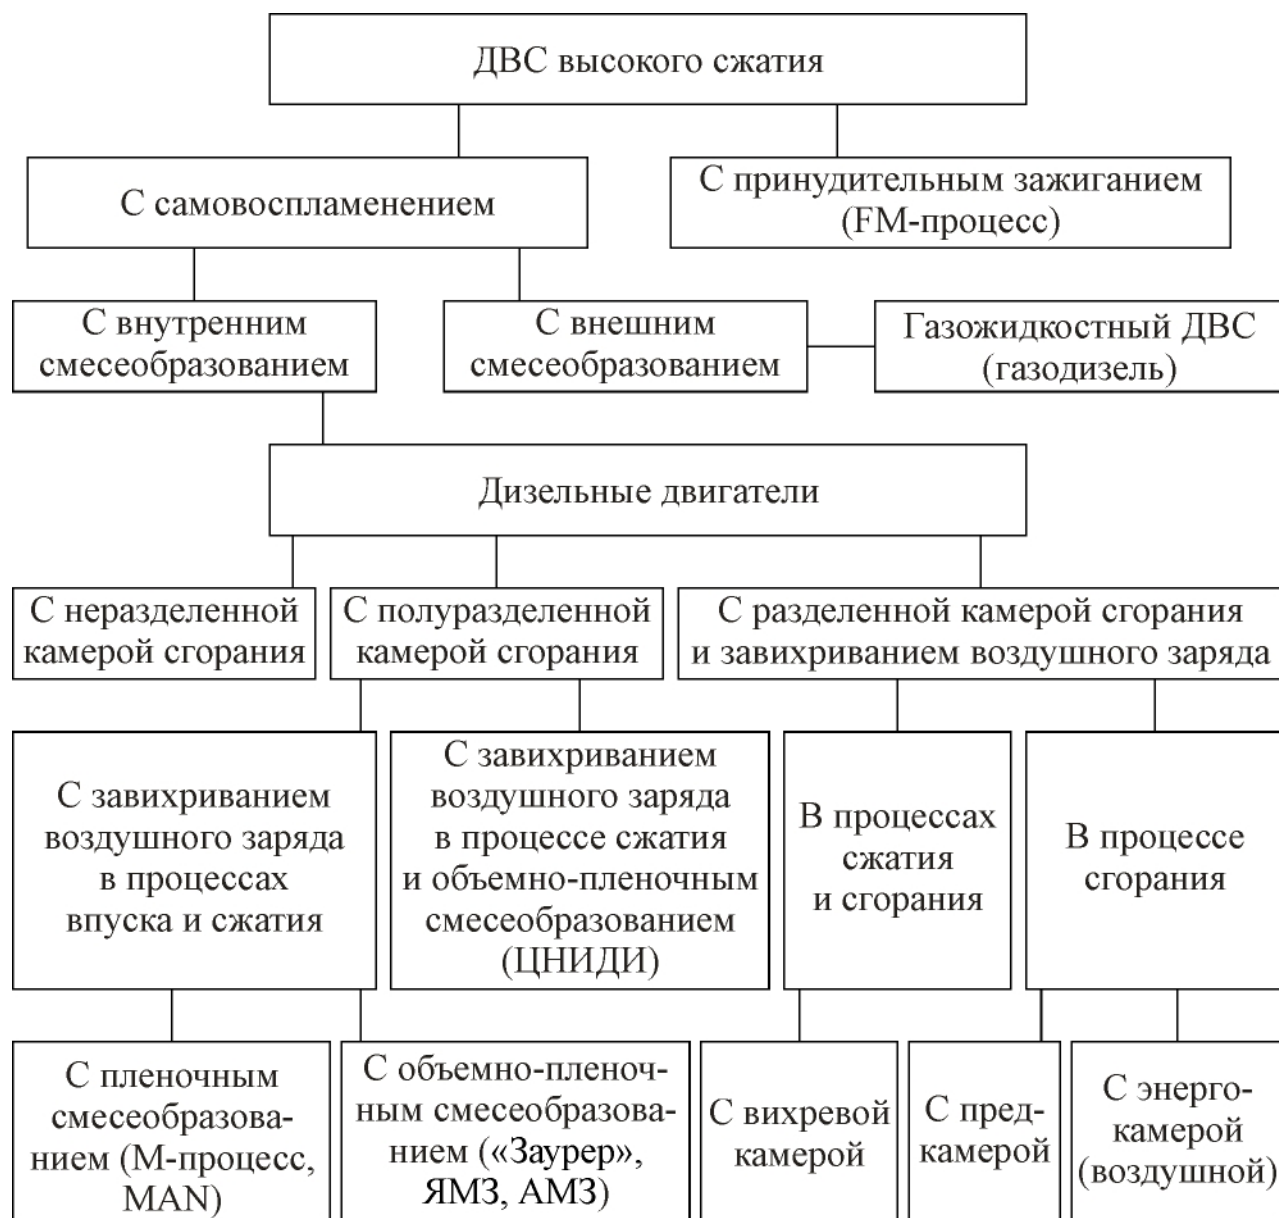 ДВС высокого сжатия
С самовоспламенением
С принудительным зажиганием
(FM-процесс)
С внутренним
смесеобразованием
С внешним
смесеобразованием
Газожидкостный ДВС
(газодизель)
Дизельные двигатели
С неразделенной
камерой сгорания
С полуразделенной
камерой сгорания
С разделенной камерой сгорания
и завихриванием воздушного заряда
С завихриванием
воздушного заряда
в процессах
впуска и сжатия
С завихриванием
воздушного заряда
в процессе сжатия
и объемно-пленочным
смесеобразованием
(ЦНИДИ)
В процессах
сжатия
и сгорания
В процессе
сгорания
С пленочным
смесеобразова-
нием (М-процесс,
MAN)
С объемно-пленоч-
ным смесеобразова-
нием («Заурер»,
ЯМЗ, АМЗ)
С вихревой
камерой
С пред-
камерой
С энерго-
камерой
(воздушной)